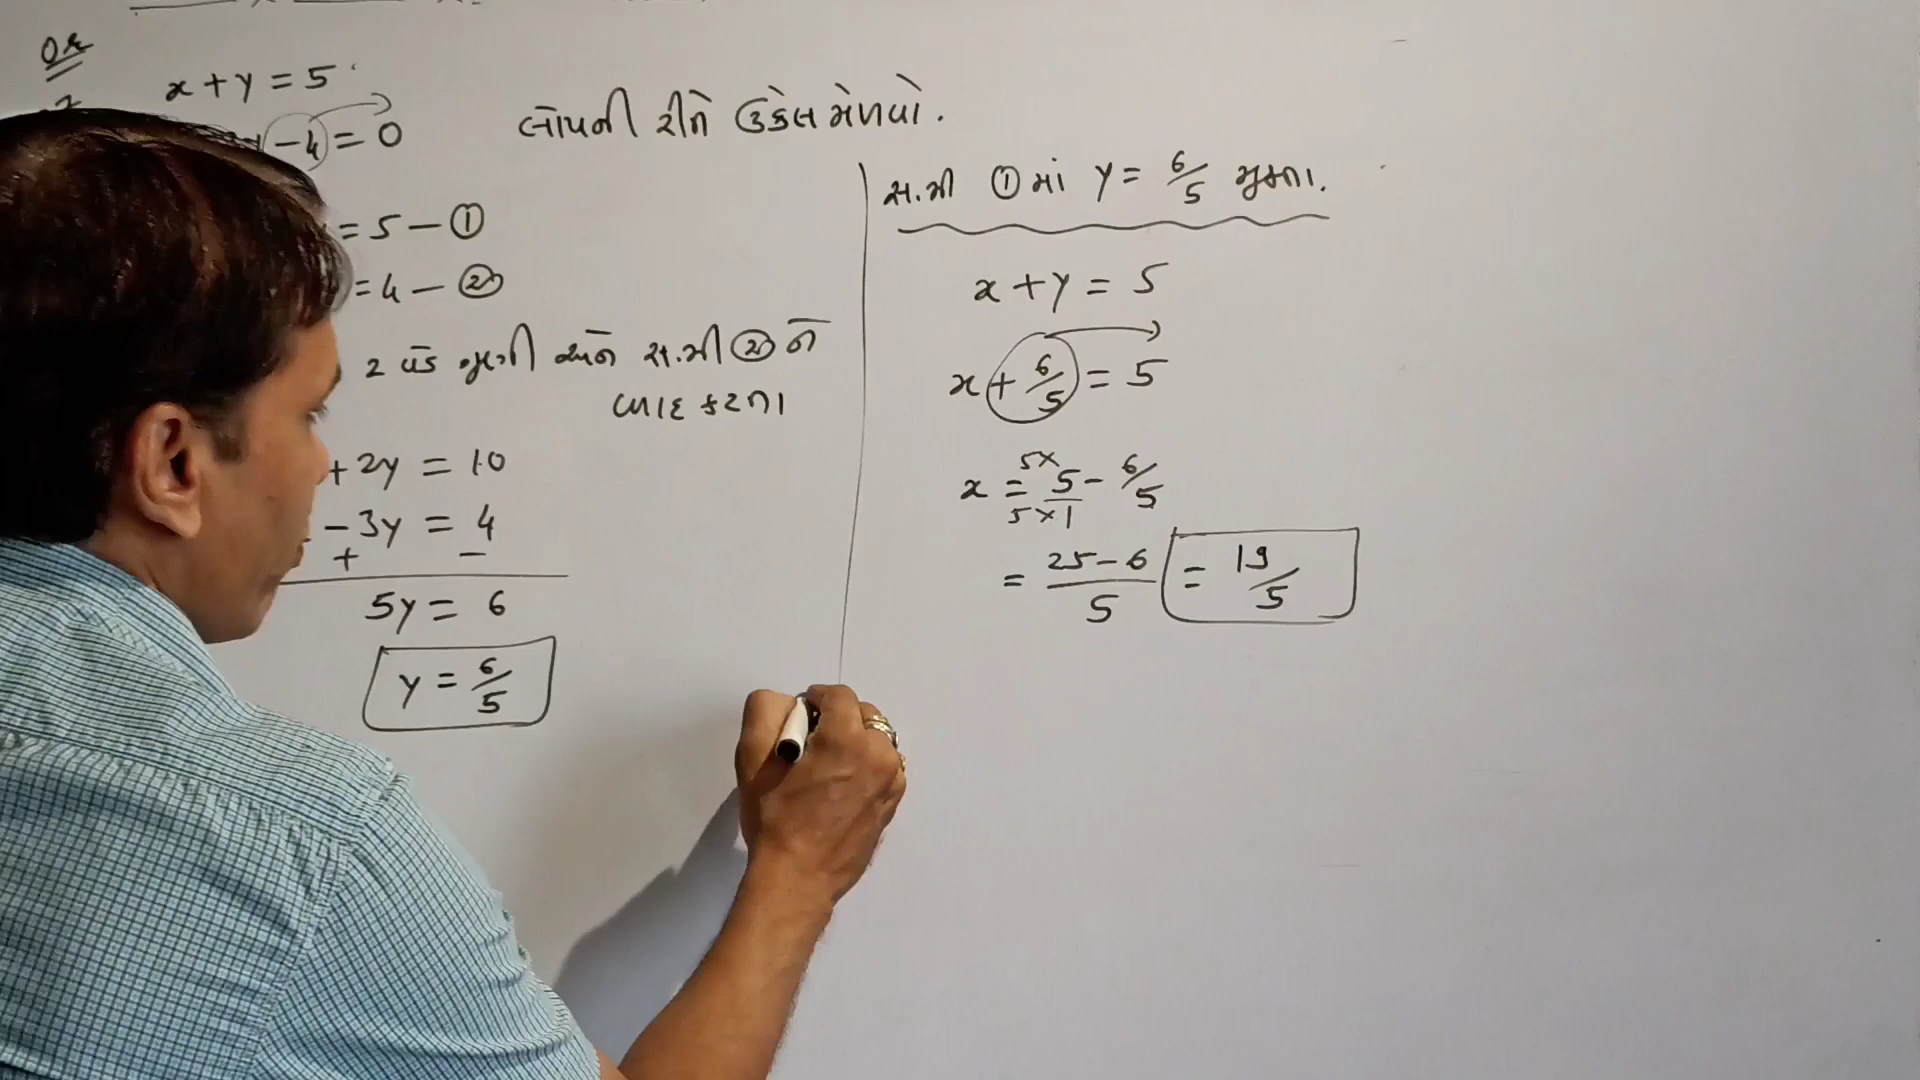 OR
x + y = 5
- 4 = 0
લોપની રીતે ઉકેલ મેળવો.
= 5 — ①
= 4 — ②
2 વડે ગુણી અને સ.મી ② ને
બાદ કરતા
+ 2y = 10
- 3y = 4
+ −
5y = 6
y = 6/5
સ.મી ① માં y = 6/5 મુકતા.
x + y = 5
x + 6/5 = 5
5×
x = 5 - 6/5
5 × 1
= 25 - 6 / 5 = 19/5